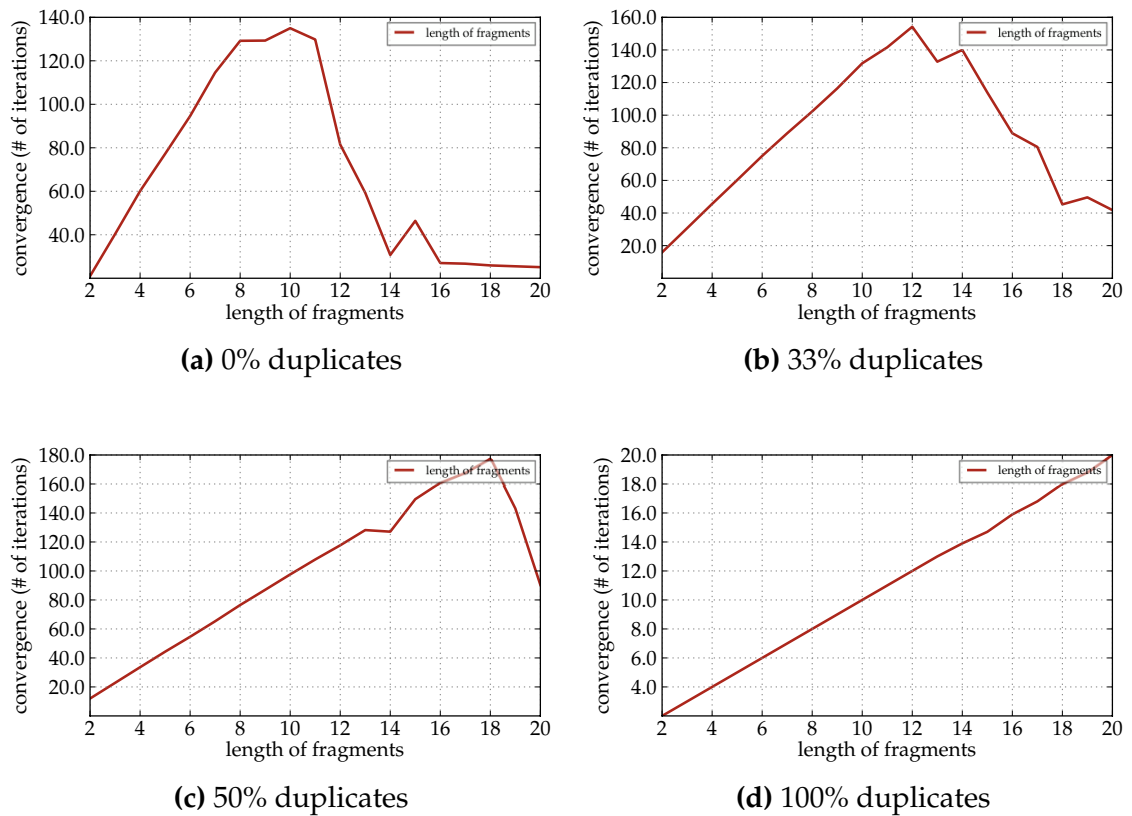 convergence (# of iterations)
140.0
120.0
100.0
80.0
60.0
40.0
length of fragments
2 4 6 8 10 12 14 16 18 20
length of fragments
(a) 0% duplicates
convergence (# of iterations)
160.0
140.0
120.0
100.0
80.0
60.0
40.0
20.0
length of fragments
2 4 6 8 10 12 14 16 18 20
length of fragments
(b) 33% duplicates
convergence (# of iterations)
180.0
160.0
140.0
120.0
100.0
80.0
60.0
40.0
20.0
length of fragments
2 4 6 8 10 12 14 16 18 20
length of fragments
(c) 50% duplicates
convergence (# of iterations)
20.0
18.0
16.0
14.0
12.0
10.0
8.0
6.0
4.0
length of fragments
2 4 6 8 10 12 14 16 18 20
length of fragments
(d) 100% duplicates